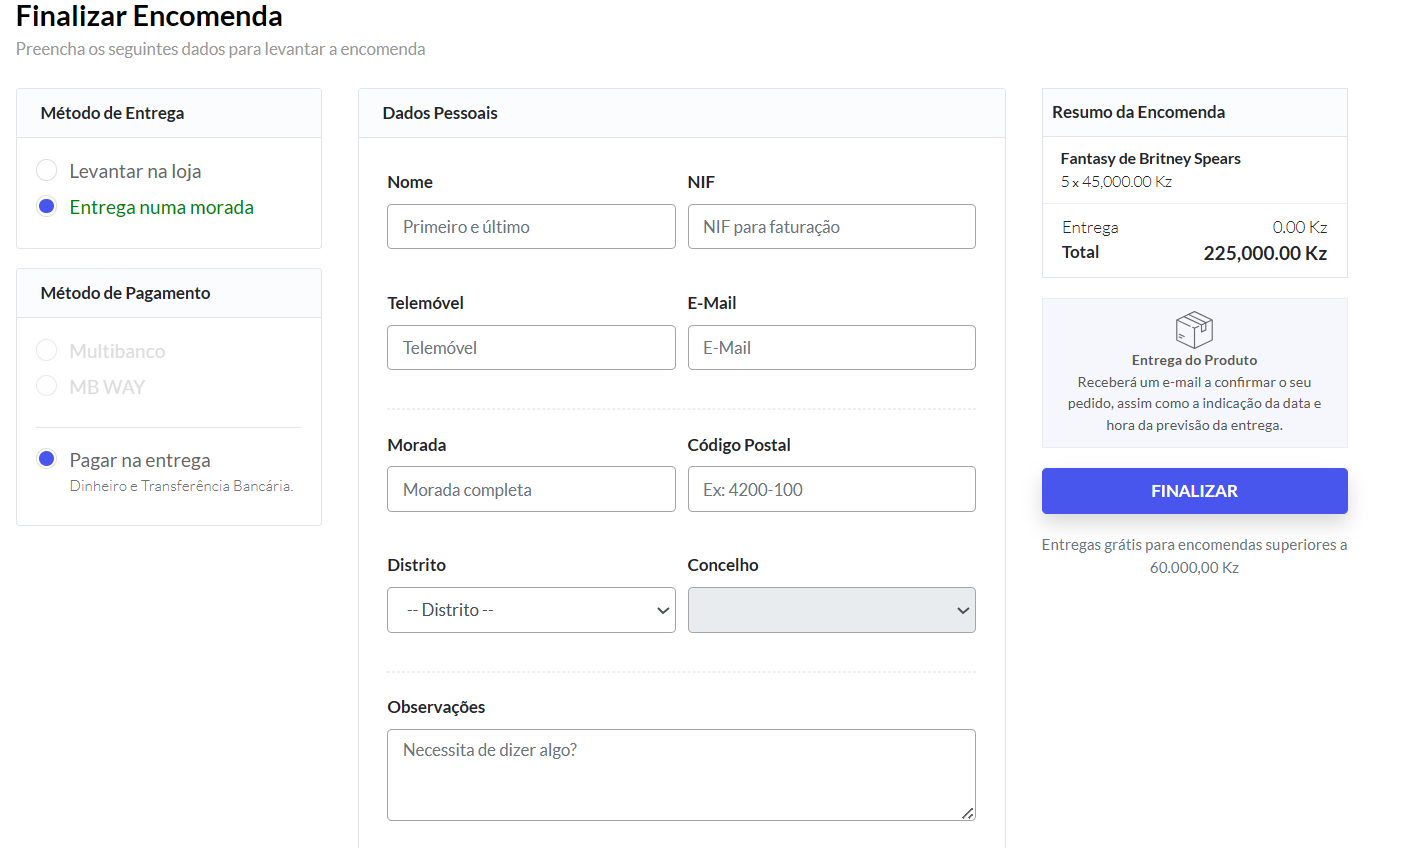 Finalizar Encomenda
Preencha os seguintes dados para levantar a encomenda
Método de Entrega
Levantar na loja
Entrega numa morada
Método de Pagamento
Multibanco
MB WAY
Pagar na entrega
Dinheiro e Transferência Bancária.
Dados Pessoais
Nome
NIF
Primeiro e último
NIF para faturação
Telemóvel
E-Mail
Telemóvel
E-Mail
Morada
Código Postal
Morada completa
Ex: 4200-100
Distrito
Concelho
-- Distrito --
Observações
Necessita de dizer algo?
Resumo da Encomenda
Fantasy de Britney Spears
5 x 45,000.00 Kz
Entrega 0.00 Kz
Total 225,000.00 Kz
Entrega do Produto
Receberá um e-mail a confirmar o seu
pedido, assim como a indicação da data e
hora da previsão da entrega.
FINALIZAR
Entregas grátis para encomendas superiores a
60.000,00 Kz